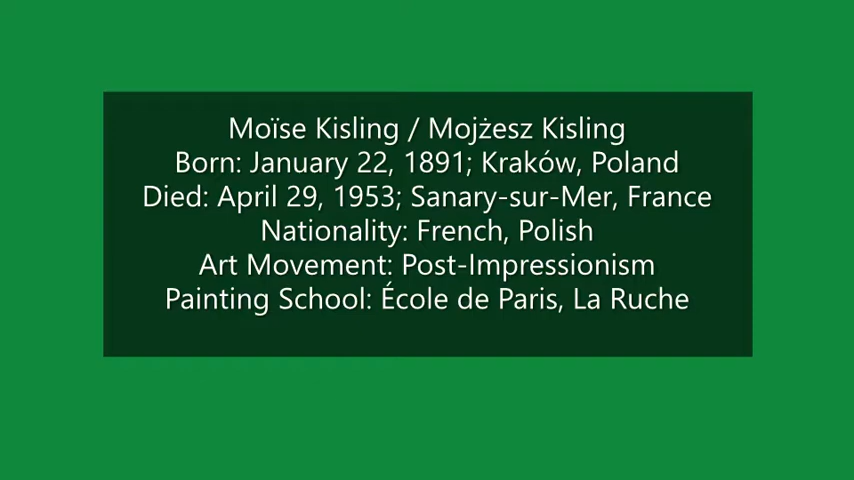 Moïse Kisling / Mojżesz Kisling
Born: January 22, 1891; Kraków, Poland
Died: April 29, 1953; Sanary-sur-Mer, France
Nationality: French, Polish
Art Movement: Post-Impressionism
Painting School: École de Paris, La Ruche